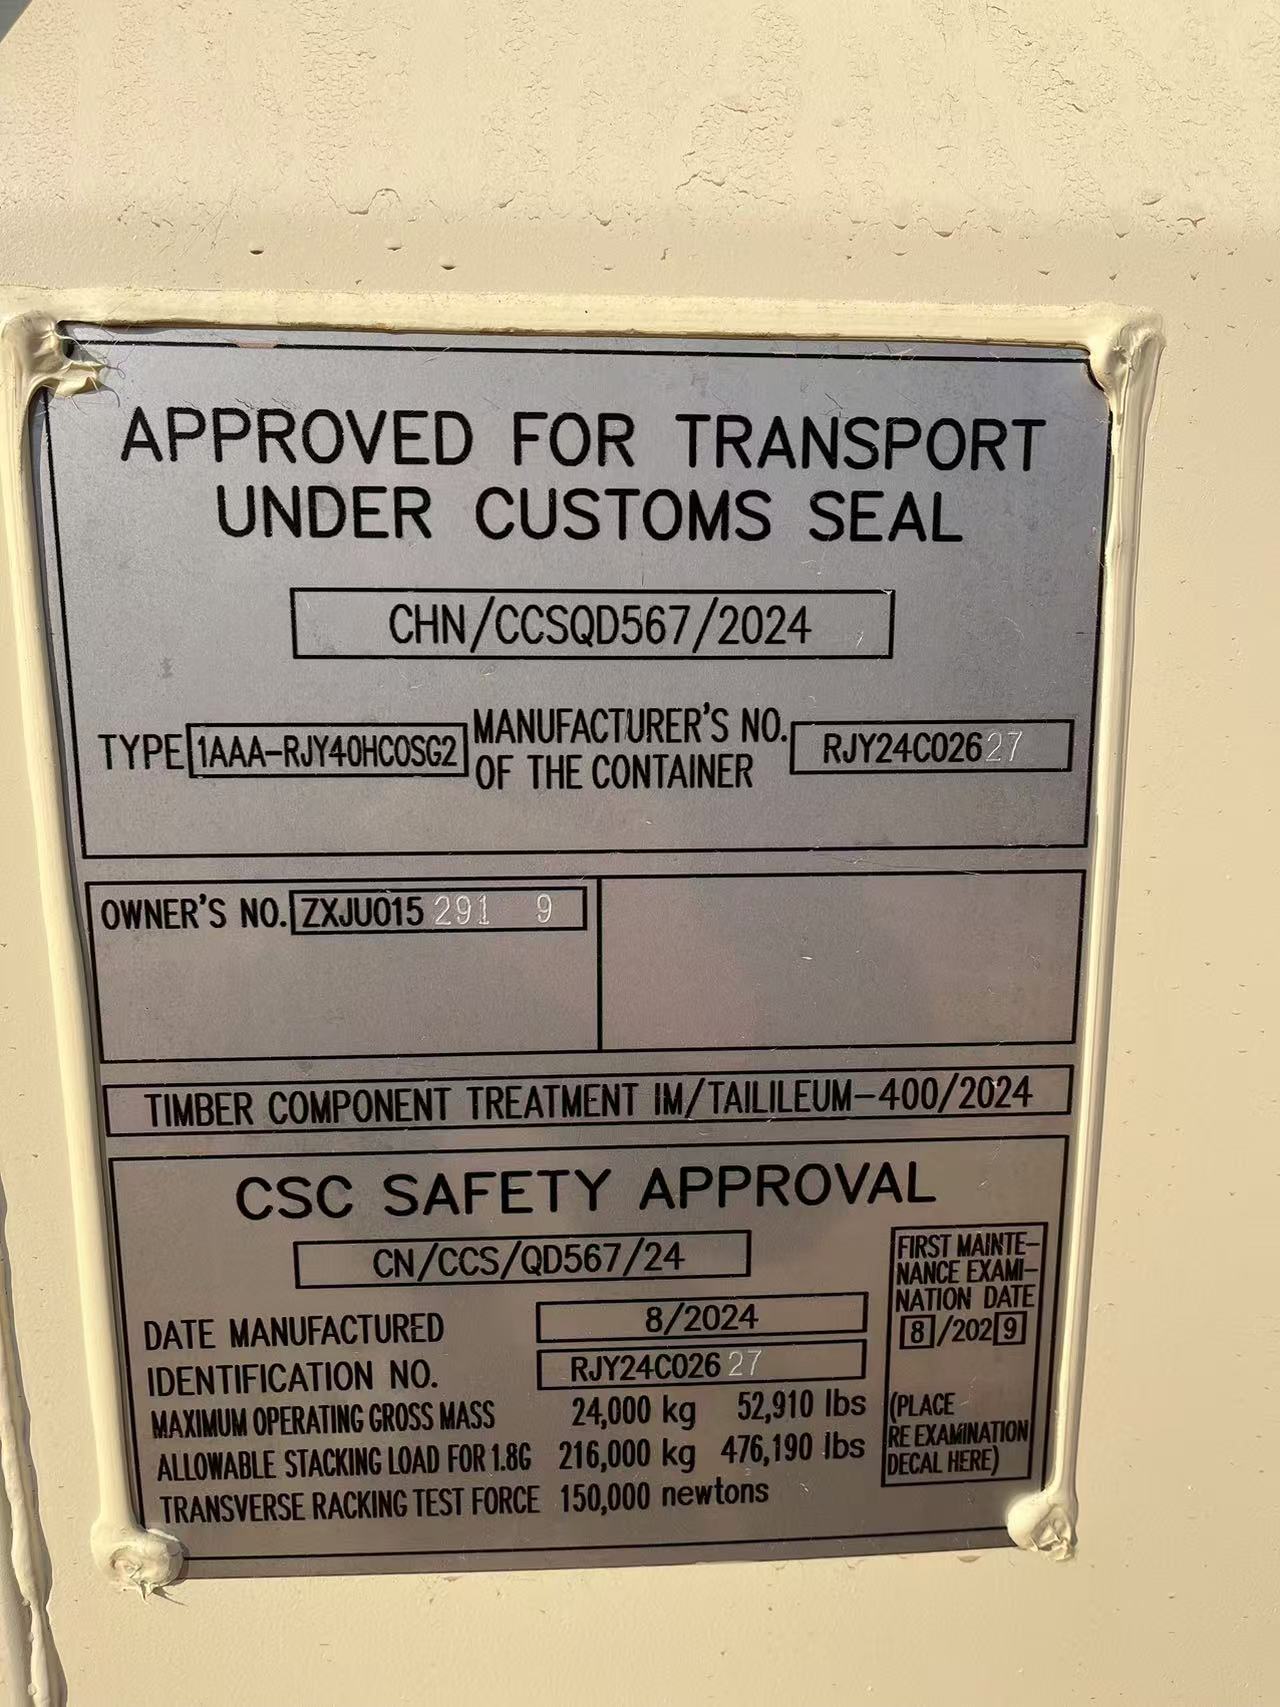 APPROVED FOR TRANSPORT
UNDER CUSTOMS SEAL
CHN/CCSQD567/2024
TYPE 1AAA-RJY40HCOSG2 MANUFACTURER'S NO. OF THE CONTAINER RJY24C02627
OWNER'S NO. ZXJU015291 9
TIMBER COMPONENT TREATMENT IM/TAILILEUM-400/2024
CSC SAFETY APPROVAL
CN/CCS/QD567/24
DATE MANUFACTURED 8/2024
IDENTIFICATION NO. RJY24C02627
MAXIMUM OPERATING GROSS MASS 24,000 kg 52,910 lbs
ALLOWABLE STACKING LOAD FOR 1.8G 216,000 kg 476,190 lbs
TRANSVERSE RACKING TEST FORCE 150,000 newtons
FIRST MAINTE-
NANCE EXAMI-
NATION DATE
8/2029
(PLACE
RE EXAMINATION
DECAL HERE)